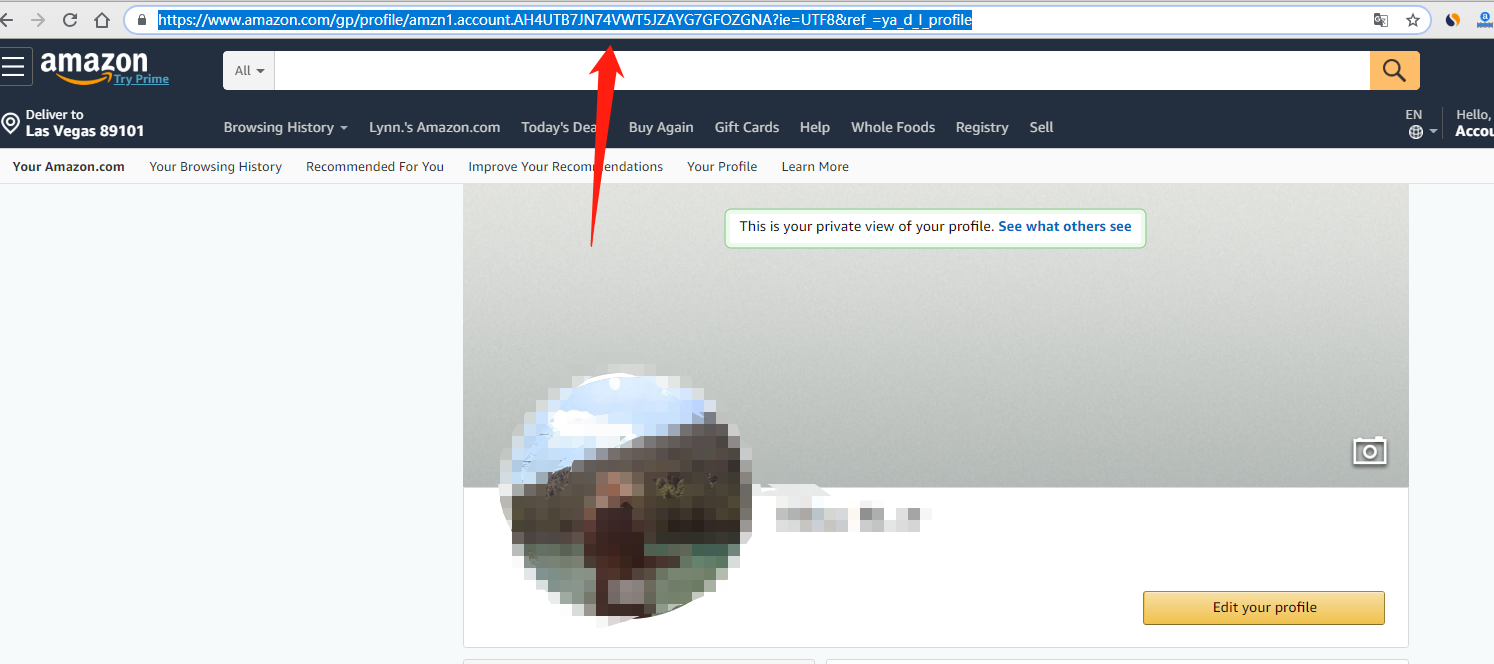 https://www.amazon.com/gp/profile/amzn1.account.AH4UTB7JN74VWT5JZAYG7GFOZGNA?ie=UTF8&ref_=ya_d_l_profile
amazon
Try Prime
All
Deliver to
Las Vegas 89101
Browsing History
Lynn.'s Amazon.com
Today's Dea
Buy Again
Gift Cards
Help
Whole Foods
Registry
Sell
EN
Hello,
Accou
Your Amazon.com
Your Browsing History
Recommended For You
Improve Your Recommendations
Your Profile
Learn More
This is your private view of your profile. See what others see
Edit your profile